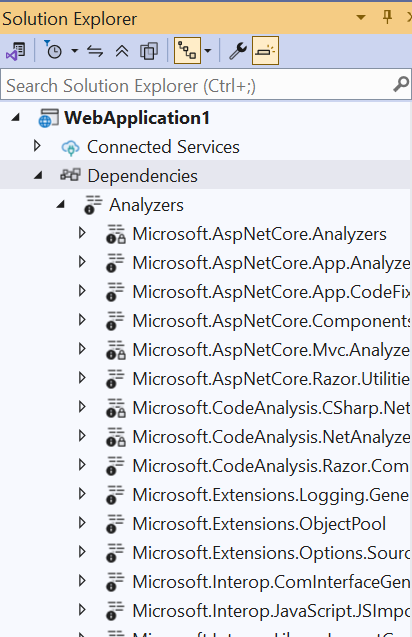 Solution Explorer
Search Solution Explorer (Ctrl+;)
WebApplication1
Connected Services
Dependencies
Analyzers
Microsoft.AspNetCore.Analyzers
Microsoft.AspNetCore.App.Analyze
Microsoft.AspNetCore.App.CodeFix
Microsoft.AspNetCore.Components
Microsoft.AspNetCore.Mvc.Analyze
Microsoft.AspNetCore.Razor.Utilitie
Microsoft.CodeAnalysis.CSharp.Net
Microsoft.CodeAnalysis.NetAnalyze
Microsoft.CodeAnalysis.Razor.Com
Microsoft.Extensions.Logging.Gene
Microsoft.Extensions.ObjectPool
Microsoft.Extensions.Options.Sourc
Microsoft.Interop.ComInterfaceGen
Microsoft.Interop.JavaScript.JSImpo